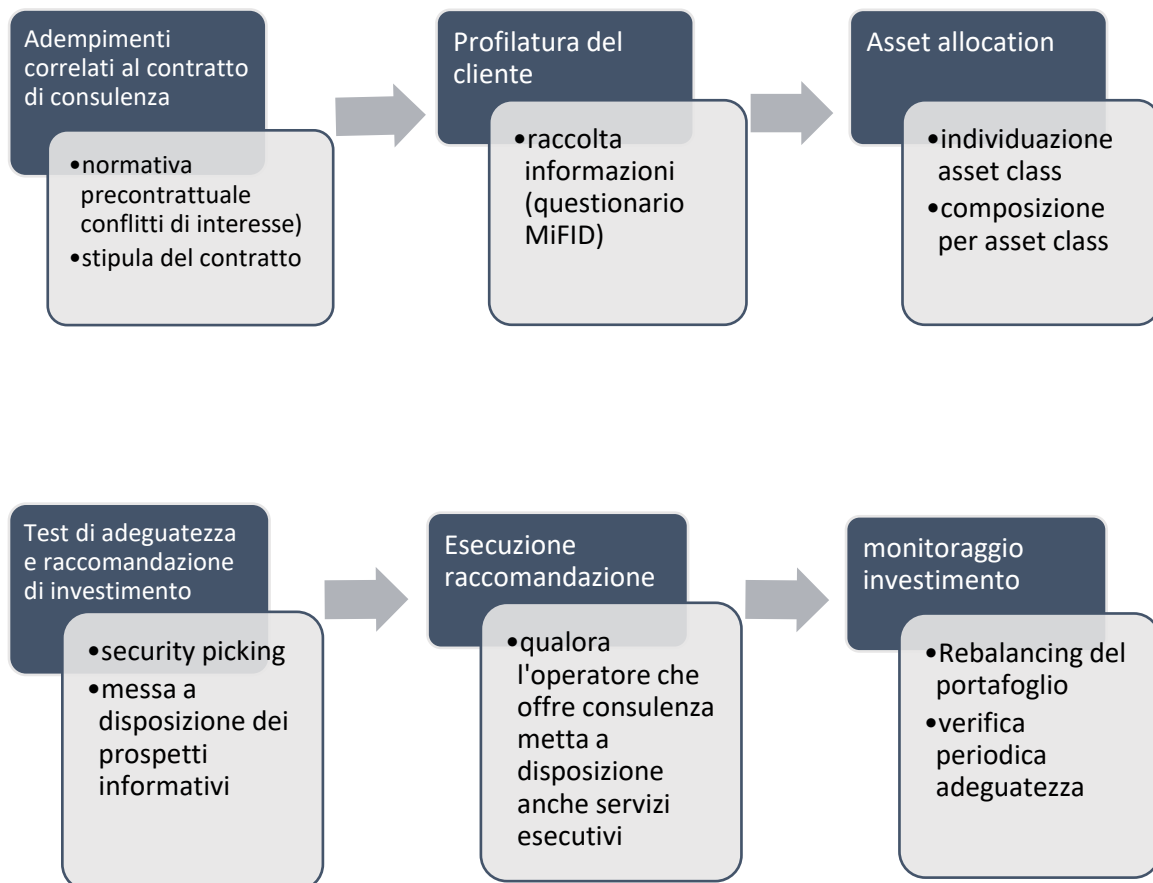 Adempimenti
correlati al contratto
di consulenza
•normativa
precontrattuale
conflitti di interesse)
•stipula del contratto
Profilatura del
cliente
•raccolta
informazioni
(questionario
MiFID)
Asset allocation
•individuazione
asset class
•composizione
per asset class
Test di adeguatezza
e raccomandazione
di investimento
•security picking
•messa a
disposizione dei
prospetti
informativi
Esecuzione
raccomandazione
•qualora
l'operatore che
offre consulenza
metta a
disposizione
anche servizi
esecutivi
monitoraggio
investimento
•Rebalancing del
portafoglio
•verifica
periodica
adeguatezza